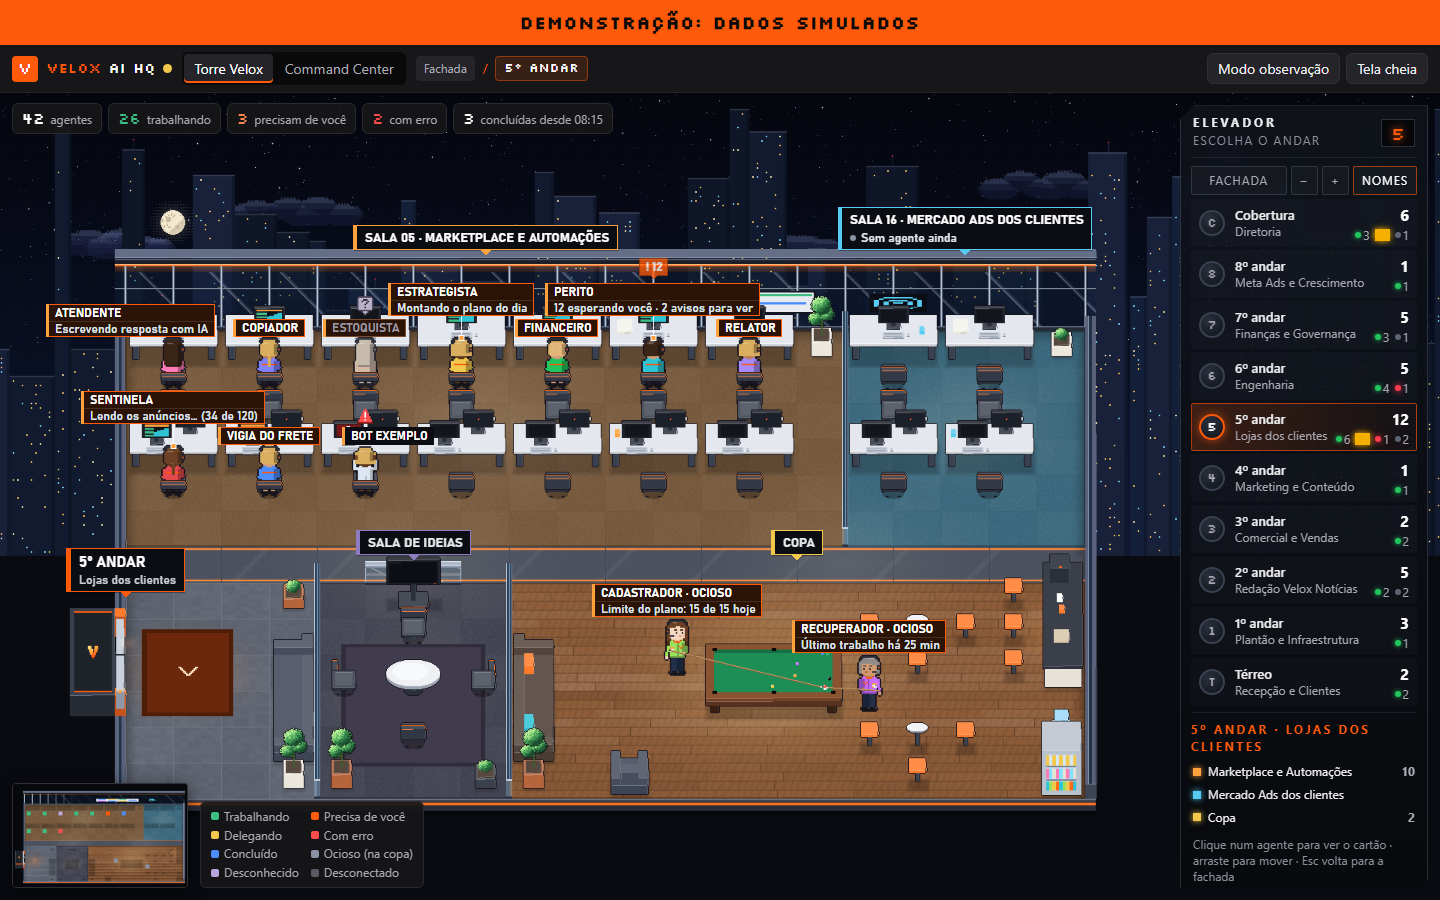 DEMONSTRAÇÃO: DADOS SIMULADOS
V VELOX AI HQ
Torre Velox
Command Center
Fachada / 5º ANDAR
Modo observação
Tela cheia
42 agentes
26 trabalhando
3 precisam de você
2 com erro
3 concluídas desde 08:15
SALA 05 · MARKETPLACE E AUTOMAÇÕES
SALA 16 · MERCADO ADS DOS CLIENTES
Sem agente ainda
! 12
ATENDENTE
Escrevendo resposta com IA
COPIADOR
?
ESTOQUISTA
ESTRATEGISTA
Montando o plano do dia
PERITO
12 esperando você · 2 avisos para ver
FINANCEIRO
RELATOR
SENTINELA
Lendo os anúncios... (34 de 120)
VIGIA DO FRETE
BOT EXEMPLO
5º ANDAR
Lojas dos clientes
SALA DE IDEIAS
COPA
CADASTRADOR · OCIOSO
Limite do plano: 15 de 15 hoje
RECUPERADOR · OCIOSO
Último trabalho há 25 min
V
Trabalhando
Precisa de você
Delegando
Com erro
Concluído
Ocioso (na copa)
Desconhecido
Desconectado
ELEVADOR
ESCOLHA O ANDAR
5
FACHADA
−
+
NOMES
C Cobertura 6
Diretoria 3 1
8 8º andar 1
Meta Ads e Crescimento 1
7 7º andar 5
Finanças e Governança 3 1
6 6º andar 5
Engenharia 4 1
5 5º andar 12
Lojas dos clientes 6 1 2
4 4º andar 1
Marketing e Conteúdo 1
3 3º andar 2
Comercial e Vendas 2
2 2º andar 5
Redação Velox Notícias 2 2
1 1º andar 3
Plantão e Infraestrutura 1
T Térreo 2
Recepção e Clientes 2
5º ANDAR · LOJAS DOS
CLIENTES
Marketplace e Automações 10
Mercado Ads dos clientes
Copa 2
Clique num agente para ver o cartão ·
arraste para mover · Esc volta para a
fachada